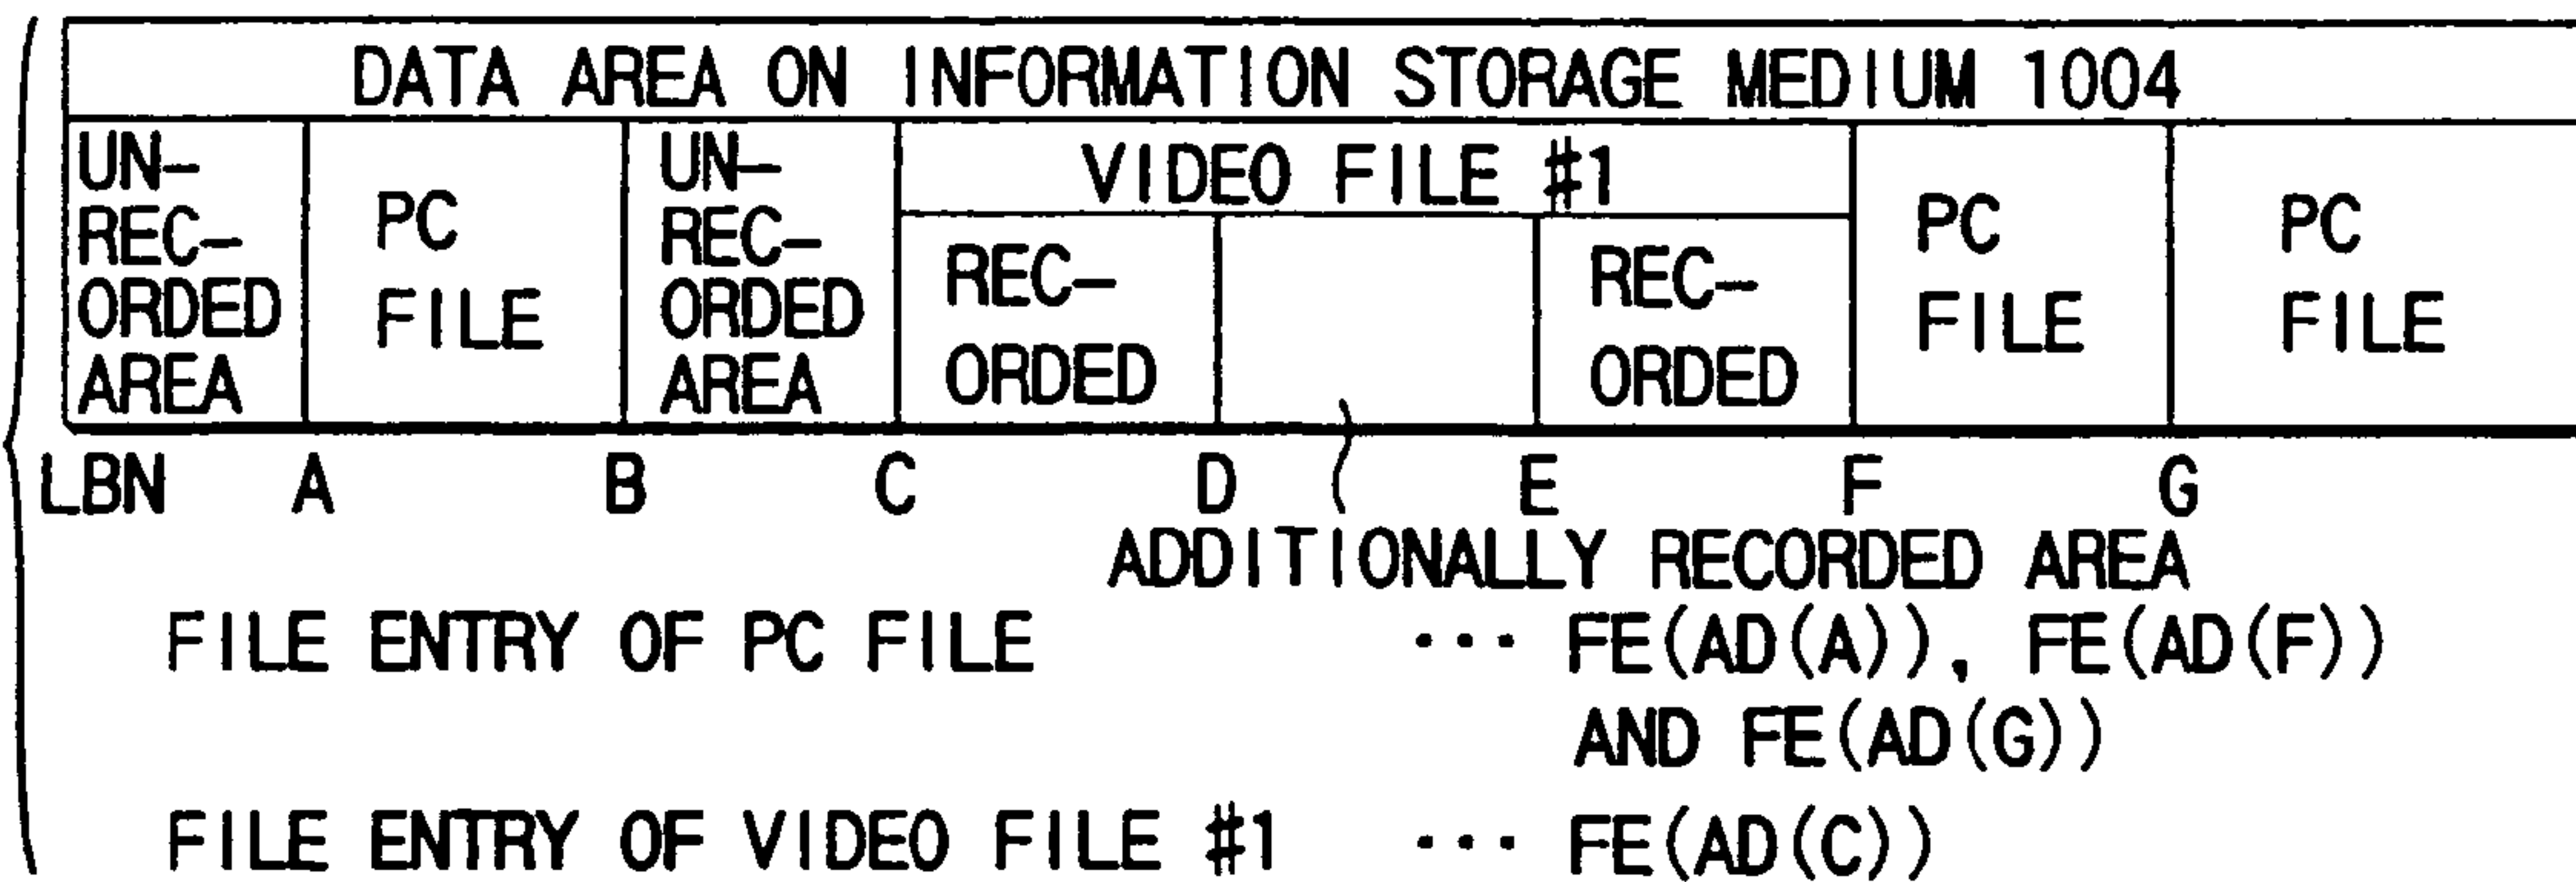 DATA AREA ON INFORMATION STORAGE MEDIUM 1004
UN-
REC-
ORDED
AREA
PC
FILE
UN-
REC-
ORDED
AREA
VIDEO FILE #1
REC-
ORDED
REC-
ORDED
PC
FILE
PC
FILE
LBN A B C D E F G
ADDITIONALLY RECORDED AREA
FILE ENTRY OF PC FILE ··· FE(AD(A)), FE(AD(F))
AND FE(AD(G))
FILE ENTRY OF VIDEO FILE #1 ··· FE(AD(C))